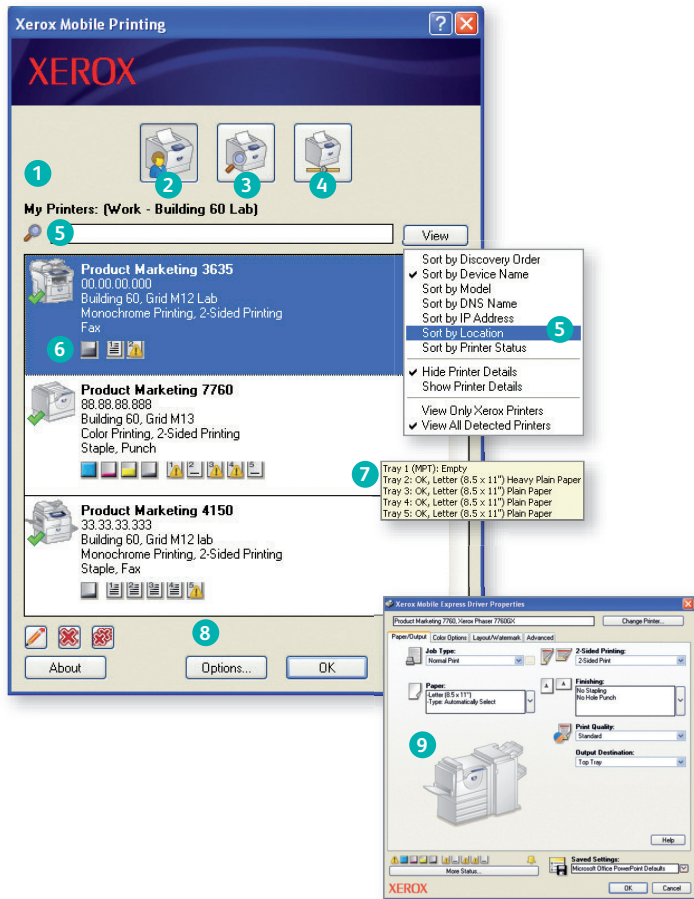 Xerox Mobile Printing
XEROX
1
2
3
4
My Printers: (Work - Building 60 Lab)
5
View
Product Marketing 3635
00.00.00.000
Building 60, Grid M12 Lab
Monochrome Printing, 2-Sided Printing
Fax
6
Sort by Discovery Order
Sort by Device Name
Sort by Model
Sort by DNS Name
Sort by IP Address
Sort by Location
5
Sort by Printer Status
Hide Printer Details
Show Printer Details
View Only Xerox Printers
View All Detected Printers
Product Marketing 7760
88.88.88.888
Building 60, Grid M13
Color Printing, 2-Sided Printing
Staple, Punch
7
Tray 1 (MPT): Empty
Tray 2: OK, Letter (8.5 x 11") Heavy Plain Paper
Tray 3: OK, Letter (8.5 x 11") Plain Paper
Tray 4: OK, Letter (8.5 x 11") Plain Paper
Tray 5: OK, Letter (8.5 x 11") Plain Paper
Product Marketing 4150
33.33.33.333
Building 60, Grid M12 lab
Monochrome Printing, 2-Sided Printing
Staple, Fax
8
About
Options...
OK
Xerox Mobile Express Driver Properties
Product Marketing 7760, Xerox Phaser 7760GX
Change Printer...
Paper/Output Color Options Layout/Watermark Advanced
Job Type:
Normal Print
2-Sided Printing:
2-Sided Print
Paper:
-Letter (8.5 x 11")
-Type: Automatically Select
Finishing:
No Stapling
No Hole Punch
Print Quality:
Standard
9
Output Destination:
Top Tray
Help
More Status...
Saved Settings:
Microsoft Office PowerPoint Defaults
XEROX
OK
Cancel